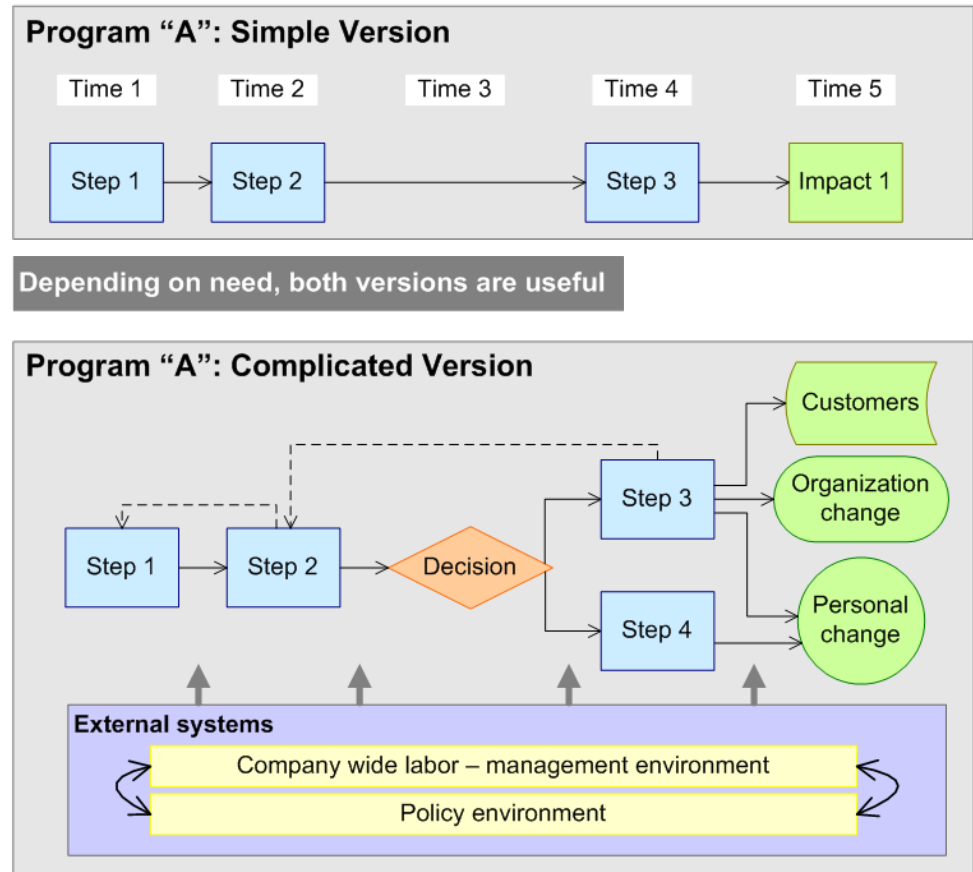 Program “A”: Simple Version
Time 1 Time 2 Time 3 Time 4 Time 5
Step 1 Step 2 Step 3 Impact 1
Depending on need, both versions are useful
Program “A”: Complicated Version
Customers
Organization
change
Step 3
Step 1 Step 2 Decision
Step 4
Personal
change
External systems
Company wide labor – management environment
Policy environment